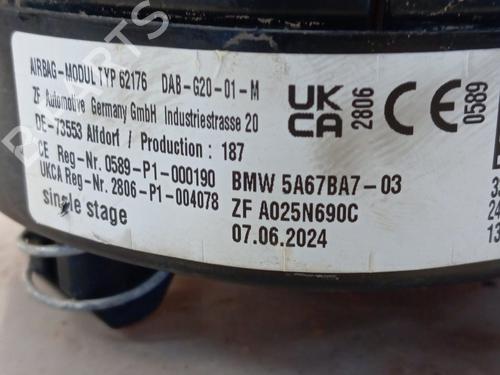 AIRBAG-MODUL TYP 62176 DAB-G20-01-M
ZF Automotive Germany GmbH Industriestrasse 20
DE-73553 Alfdorf / Production : 187
CE Reg-Nr. 0589-P1-000190
UKCA Reg-Nr. 2806-P1-004078
single stage
BMW 5A67BA7-03
ZF A025N690C
07.06.2024
UK
CA
2806
CE
0589